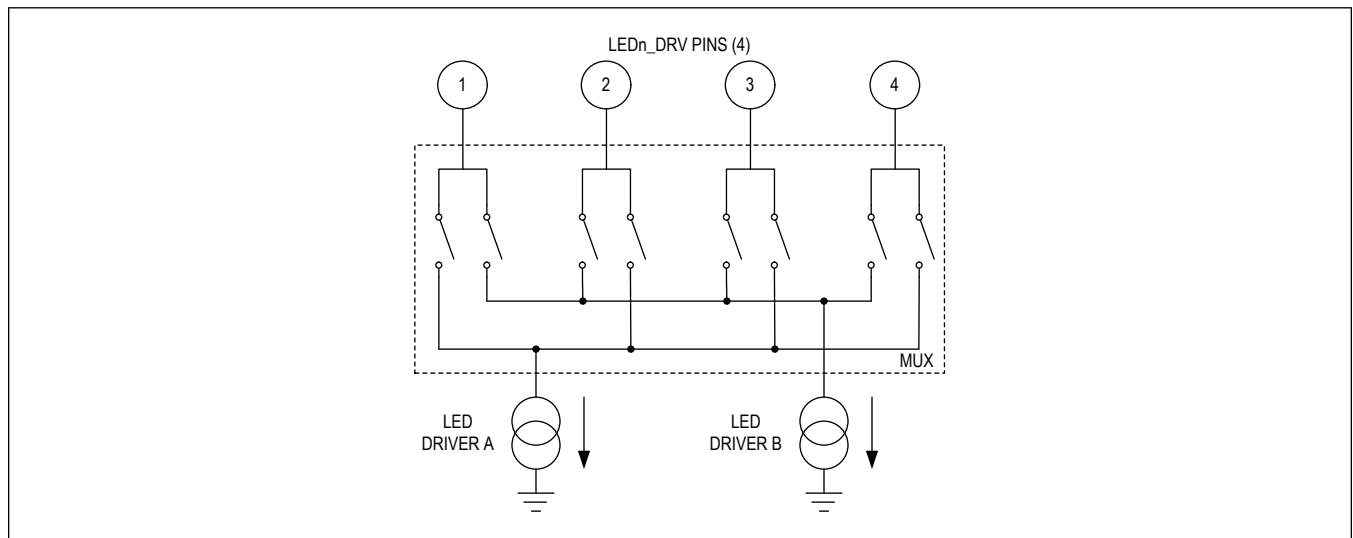 LEDn_DRV PINS (4)
1
2
3
4
MUX
LED
DRIVER A
LED
DRIVER B